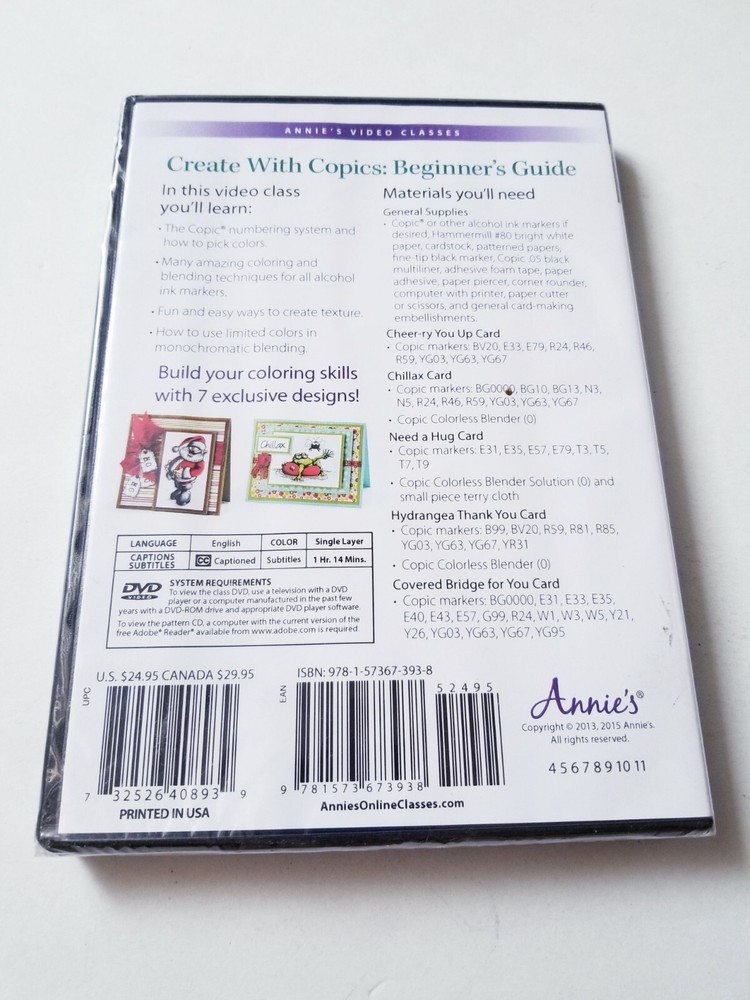 ANNIE'S VIDEO CLASSES
Create With Copics: Beginner's Guide
In this video class
you'll learn:
• The Copic® numbering system and
how to pick colors.
• Many amazing coloring and
blending techniques for all alcohol
ink markers.
• Fun and easy ways to create texture.
• How to use limited colors in
monochromatic blending.
Build your coloring skills
with 7 exclusive designs!
Chillax
LANGUAGE English COLOR Single Layer
CAPTIONS SUBTITLES CC Captioned Subtitles 1 Hr. 14 Mins.
DVD VIDEO
SYSTEM REQUIREMENTS
To view the class DVD, use a television with a DVD
player or a computer manufactured in the past few
years with a DVD-ROM drive and appropriate DVD player software.
To view the pattern CD, a computer with the current version of the
free Adobe® Reader® available from www.adobe.com is required.
Materials you'll need
General Supplies
• Copic® or other alcohol ink markers if
desired, Hammermill #80 bright white
paper, cardstock, patterned papers,
fine-tip black marker, Copic .05 black
multiliner, adhesive foam tape, paper
adhesive, paper piercer, corner rounder,
computer with printer, paper cutter
or scissors, and general card-making
embellishments.
Cheer-ry You Up Card
• Copic markers: BV20, E33, E79, R24, R46,
R59, YG03, YG63, YG67
Chillax Card
• Copic markers: BG0000, BG10, BG13, N3,
N5, R24, R46, R59, YG03, YG63, YG67
• Copic Colorless Blender (0)
Need a Hug Card
• Copic markers: E31, E35, E57, E79, T3, T5,
T7, T9
• Copic Colorless Blender Solution (0) and
small piece terry cloth
Hydrangea Thank You Card
• Copic markers: B99, BV20, R59, R81, R85,
YG03, YG63, YG67, YR31
• Copic Colorless Blender (0)
Covered Bridge for You Card
• Copic markers: BG0000, E31, E33, E35,
E40, E43, E57, G99, R24, W1, W3, W5, Y21,
Y26, YG03, YG63, YG67, YG95
U.S. $24.95 CANADA $29.95
UPC
7 32526 40893 9
PRINTED IN USA
ISBN: 978-1-57367-393-8
EAN
52495
9 781573 673938
AnniesOnlineClasses.com
Annie's®
Copyright © 2013, 2015 Annie's.
All rights reserved.
4 5 6 7 8 9 10 11